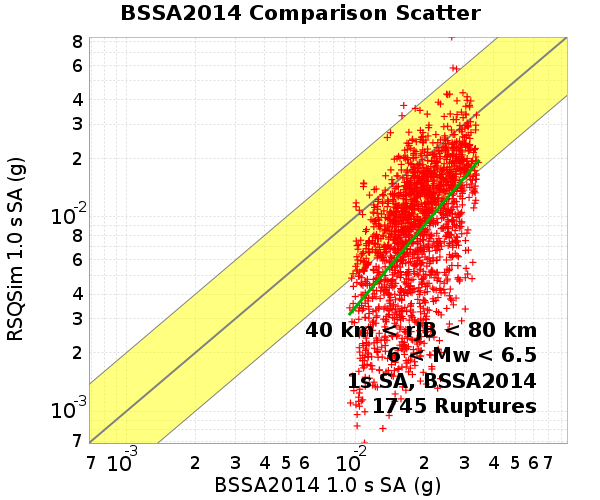 BSSA2014 Comparison Scatter
RSQSim 1.0 s SA (g)
8
6
4
3
2
10-2
8
6
4
3
2
10-3
7
40 km < rJB < 80 km
6 < Mw < 6.5
1s SA, BSSA2014
1745 Ruptures
7 10-3 2 3 4 5 6 10-2 2 3 4 5 6 7
BSSA2014 1.0 s SA (g)